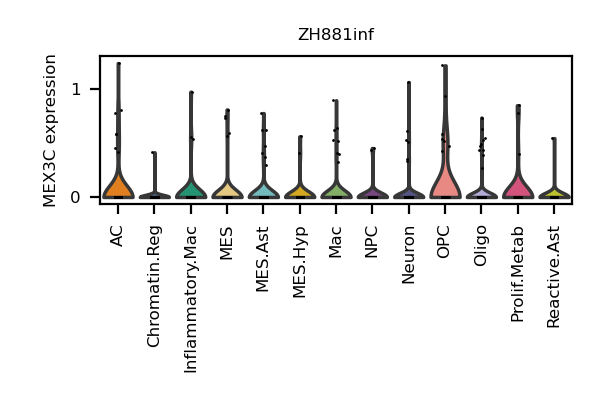 ZH881inf
MEX3C expression
1
0
AC
Chromatin.Reg
Inflammatory.Mac
MES
MES.Ast
MES.Hyp
Mac
NPC
Neuron
OPC
Oligo
Prolif.Metab
Reactive.Ast